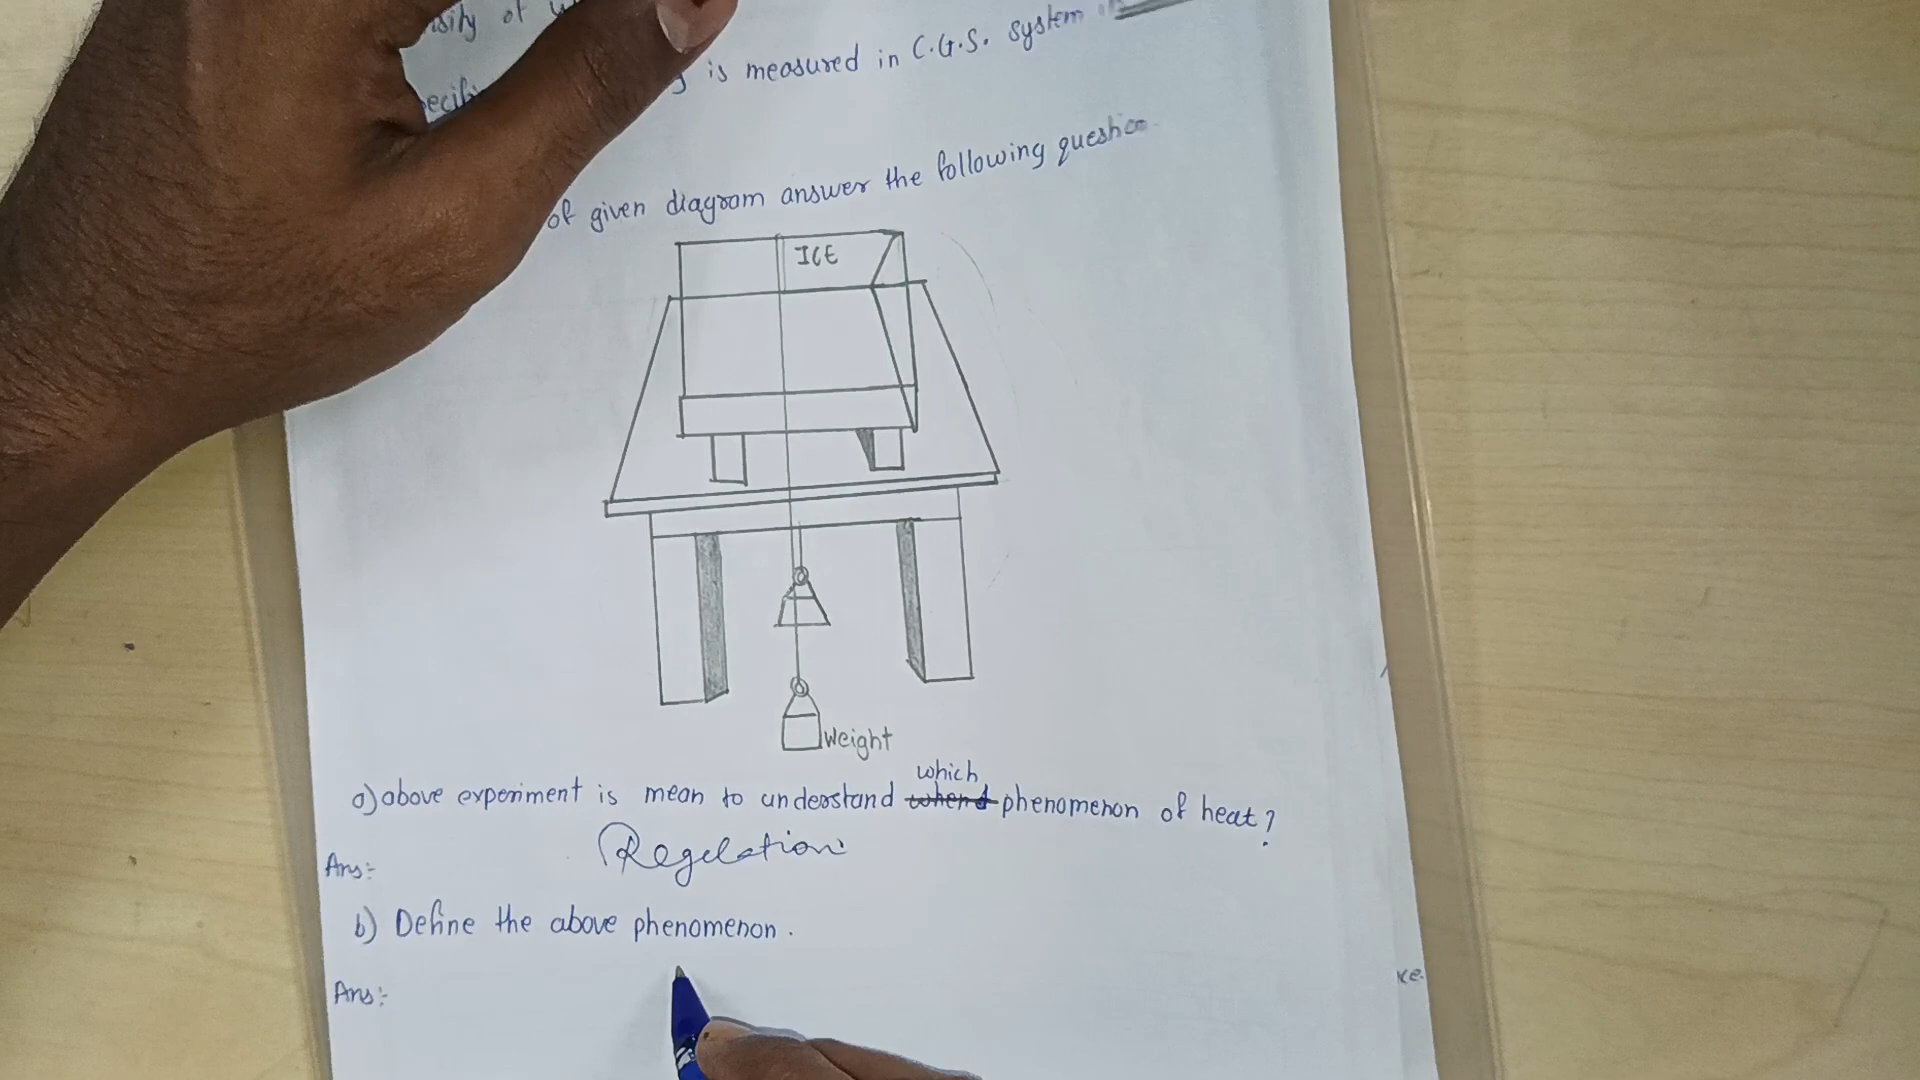 of
is measured in C.G.S. system
of given diagram answer the following question
ICE
Weight
which
a) above experiment is mean to understand phenomenon of heat?
Ans:- Regelation
b) Define the above phenomenon.
Ans:-